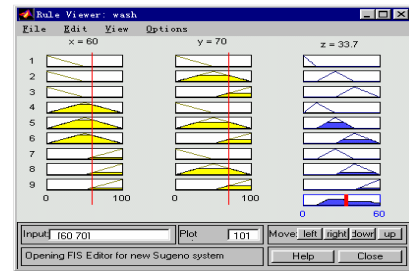 Rule Viewer: wash
File Edit View Options
x = 60 y = 70 z = 33.7
1
2
3
4
5
6
7
8
9
0 100 0 100
0 60
Input: [60 70] Plot 101 Move: left right down up
Opening FIS Editor for new Sugeno system Help Close